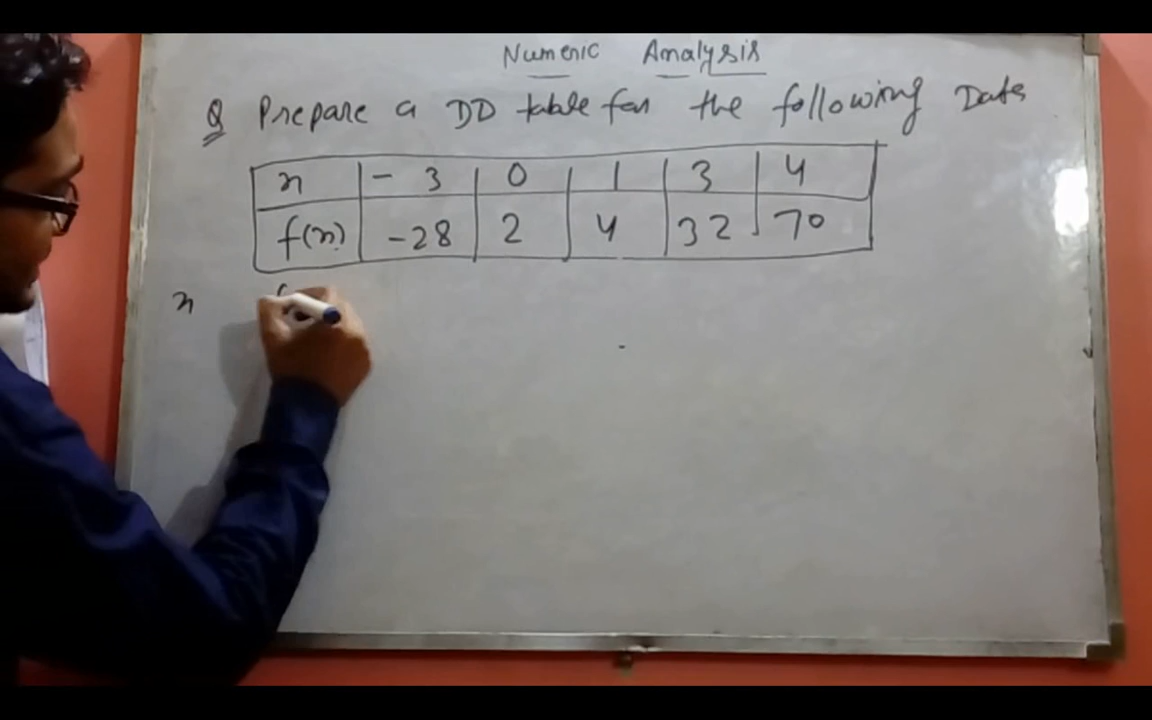 Numeric Analysis
Q Prepare a DD table for the following Data
x - 3 0 1 3 4
f(x) -28 2 4 32 70
x